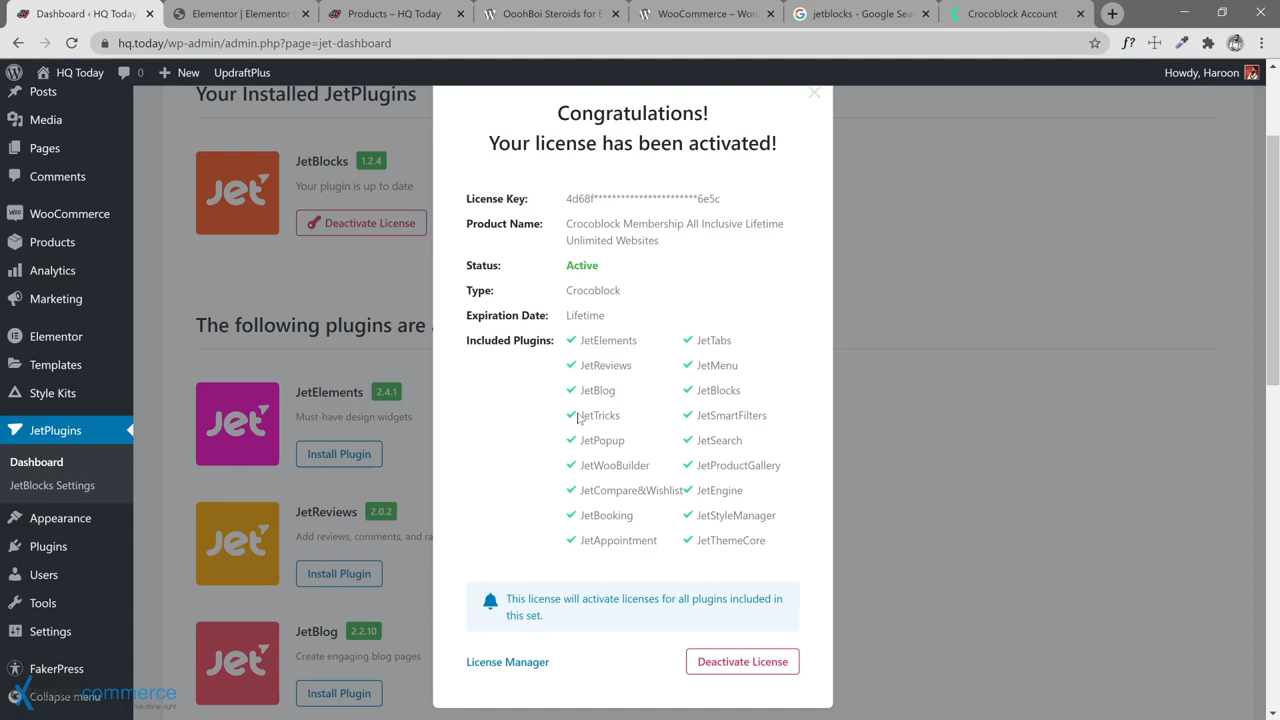 Dashboard ‹ HQ Today
Elementor | Elementor
Products – HQ Today
OoohBoi Steroids for E
WooCommerce – Wor
jetblocks - Google Sea
Crocoblock Account
hq.today/wp-admin/admin.php?page=jet-dashboard
HQ Today
0
New
UpdraftPlus
Howdy, Haroon
Posts
Media
Pages
Comments
WooCommerce
Products
Analytics
Marketing
Elementor
Templates
Style Kits
JetPlugins
Dashboard
JetBlocks Settings
Appearance
Plugins
Users
Tools
Settings
FakerPress
Collapse menu
commerce
Your Installed JetPlugins
Jet
JetBlocks 1.2.4
Your plugin is up to date
Deactivate License
The following plugins are a
Jet
JetElements 2.4.1
Must-have design widgets
Install Plugin
Jet
JetReviews 2.0.2
Add reviews, comments, and ra
Install Plugin
Jet
JetBlog 2.2.10
Create engaging blog pages
Install Plugin
Congratulations!
Your license has been activated!
License Key: 4d68f***********************6e5c
Product Name: Crocoblock Membership All Inclusive Lifetime
Unlimited Websites
Status: Active
Type: Crocoblock
Expiration Date: Lifetime
Included Plugins: JetElements JetTabs
JetReviews JetMenu
JetBlog JetBlocks
JetTricks JetSmartFilters
JetPopup JetSearch
JetWooBuilder JetProductGallery
JetCompare&Wishlist JetEngine
JetBooking JetStyleManager
JetAppointment JetThemeCore
This license will activate licenses for all plugins included in
this set.
License Manager
Deactivate License